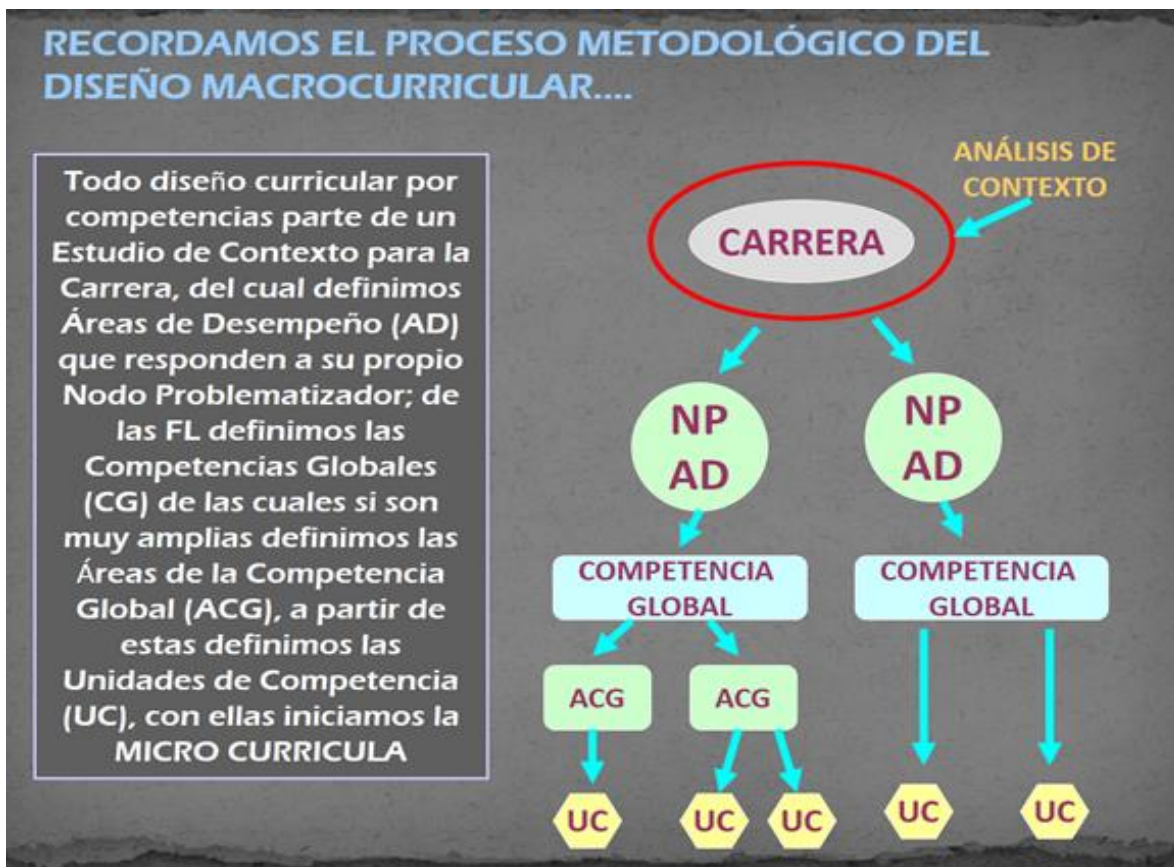 RECORDAMOS EL PROCESO METODOLÓGICO DEL
DISEÑO MACROCURRICULAR....
Todo diseño curricular por
competencias parte de un
Estudio de Contexto para la
Carrera, del cual definimos
Áreas de Desempeño (AD)
que responden a su propio
Nodo Problematizador; de
las FL definimos las
Competencias Globales
(CG) de las cuales si son
muy amplias definimos las
Áreas de la Competencia
Global (ACG), a partir de
estas definimos las
Unidades de Competencia
(UC), con ellas iniciamos la
MICRO CURRICULA
ANÁLISIS DE
CONTEXTO
CARRERA
NP
AD
NP
AD
COMPETENCIA
GLOBAL
COMPETENCIA
GLOBAL
ACG
ACG
UC
UC
UC
UC
UC